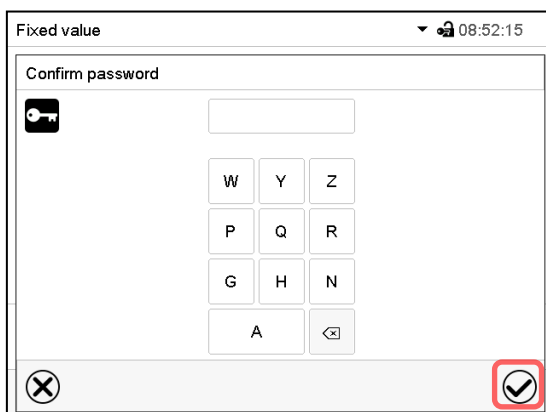 Fixed value 08:52:15
Confirm password
W Y Z
P Q R
G H N
A